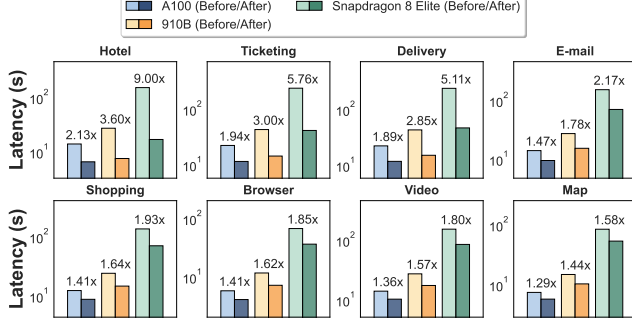 A100 (Before/After) Snapdragon 8 Elite (Before/After)
910B (Before/After)
Hotel Ticketing Delivery E-mail
Latency (s)
10² 10¹ 2.13x 3.60x 9.00x
10² 10¹ 1.94x 3.00x 5.76x
10² 10¹ 1.89x 2.85x 5.11x
10² 10¹ 1.47x 1.78x 2.17x
Shopping Browser Video Map
Latency (s)
10² 10¹ 1.41x 1.64x 1.93x
10² 10¹ 1.41x 1.62x 1.85x
10² 10¹ 1.36x 1.57x 1.80x
10² 10¹ 1.29x 1.44x 1.58x